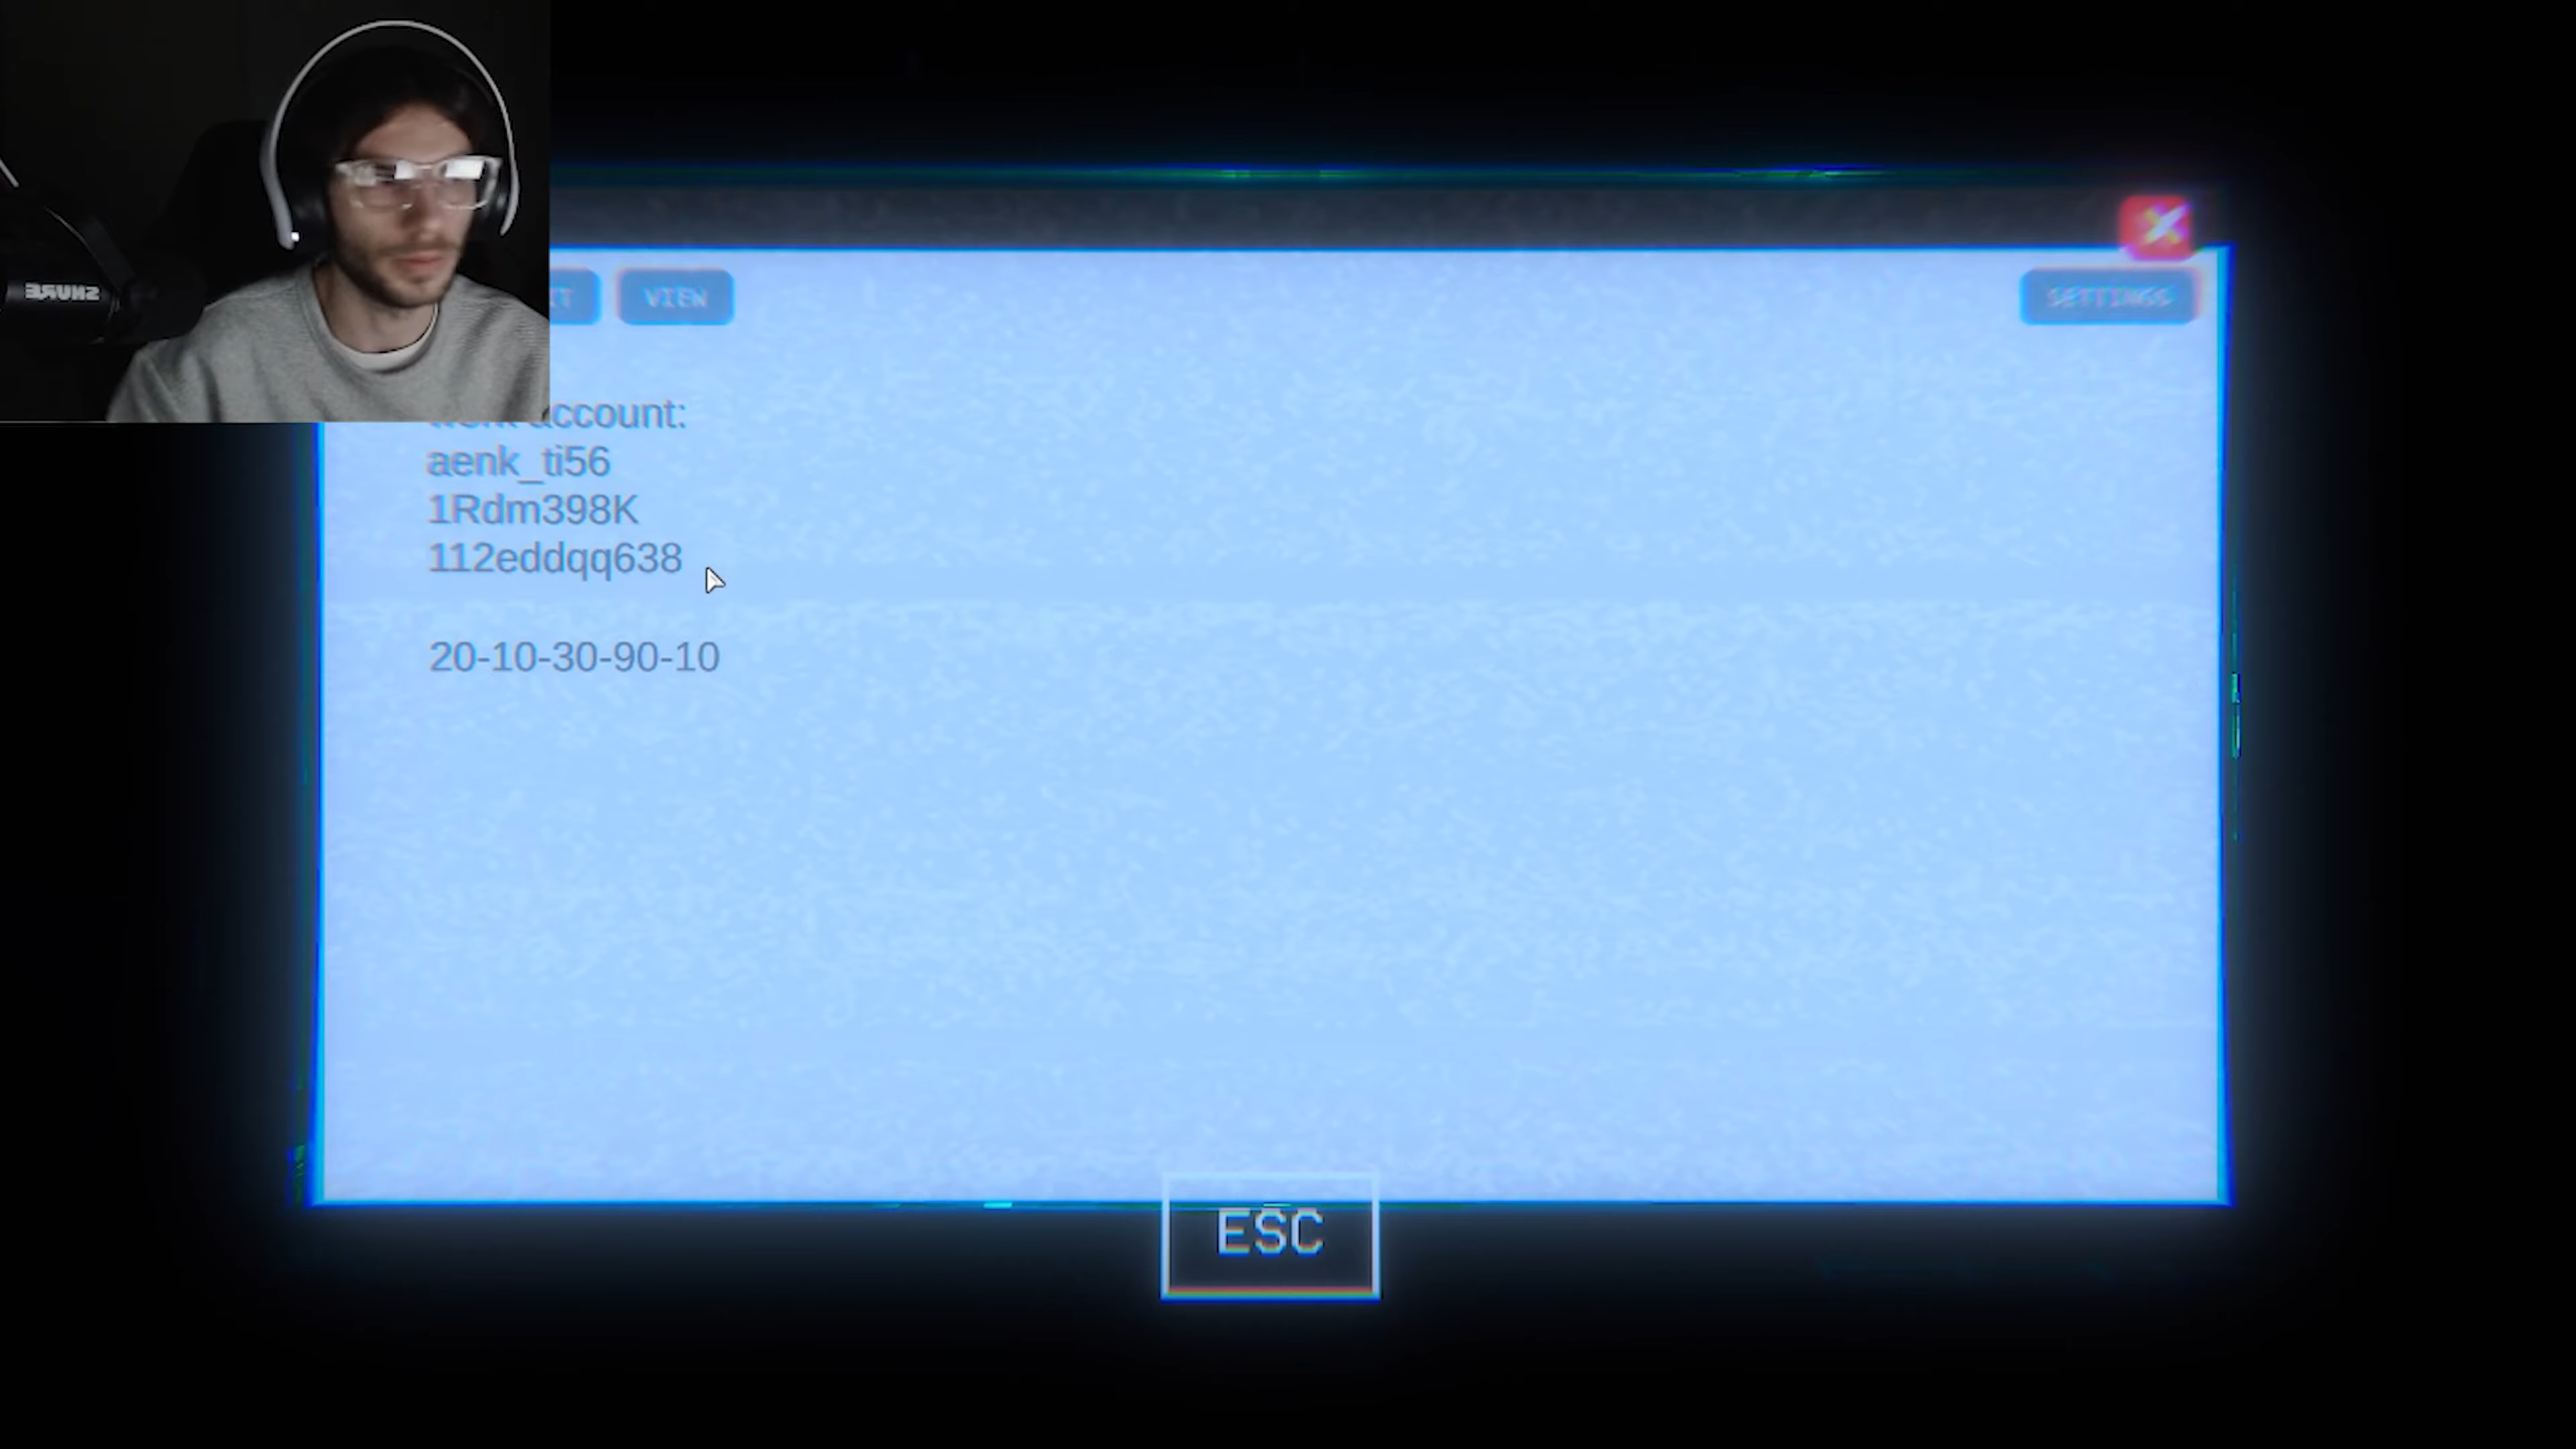 SHURE
VIEW
SETTINGS
account:
aenk_ti56
1Rdm398K
112eddqq638
20-10-30-90-10
ESC